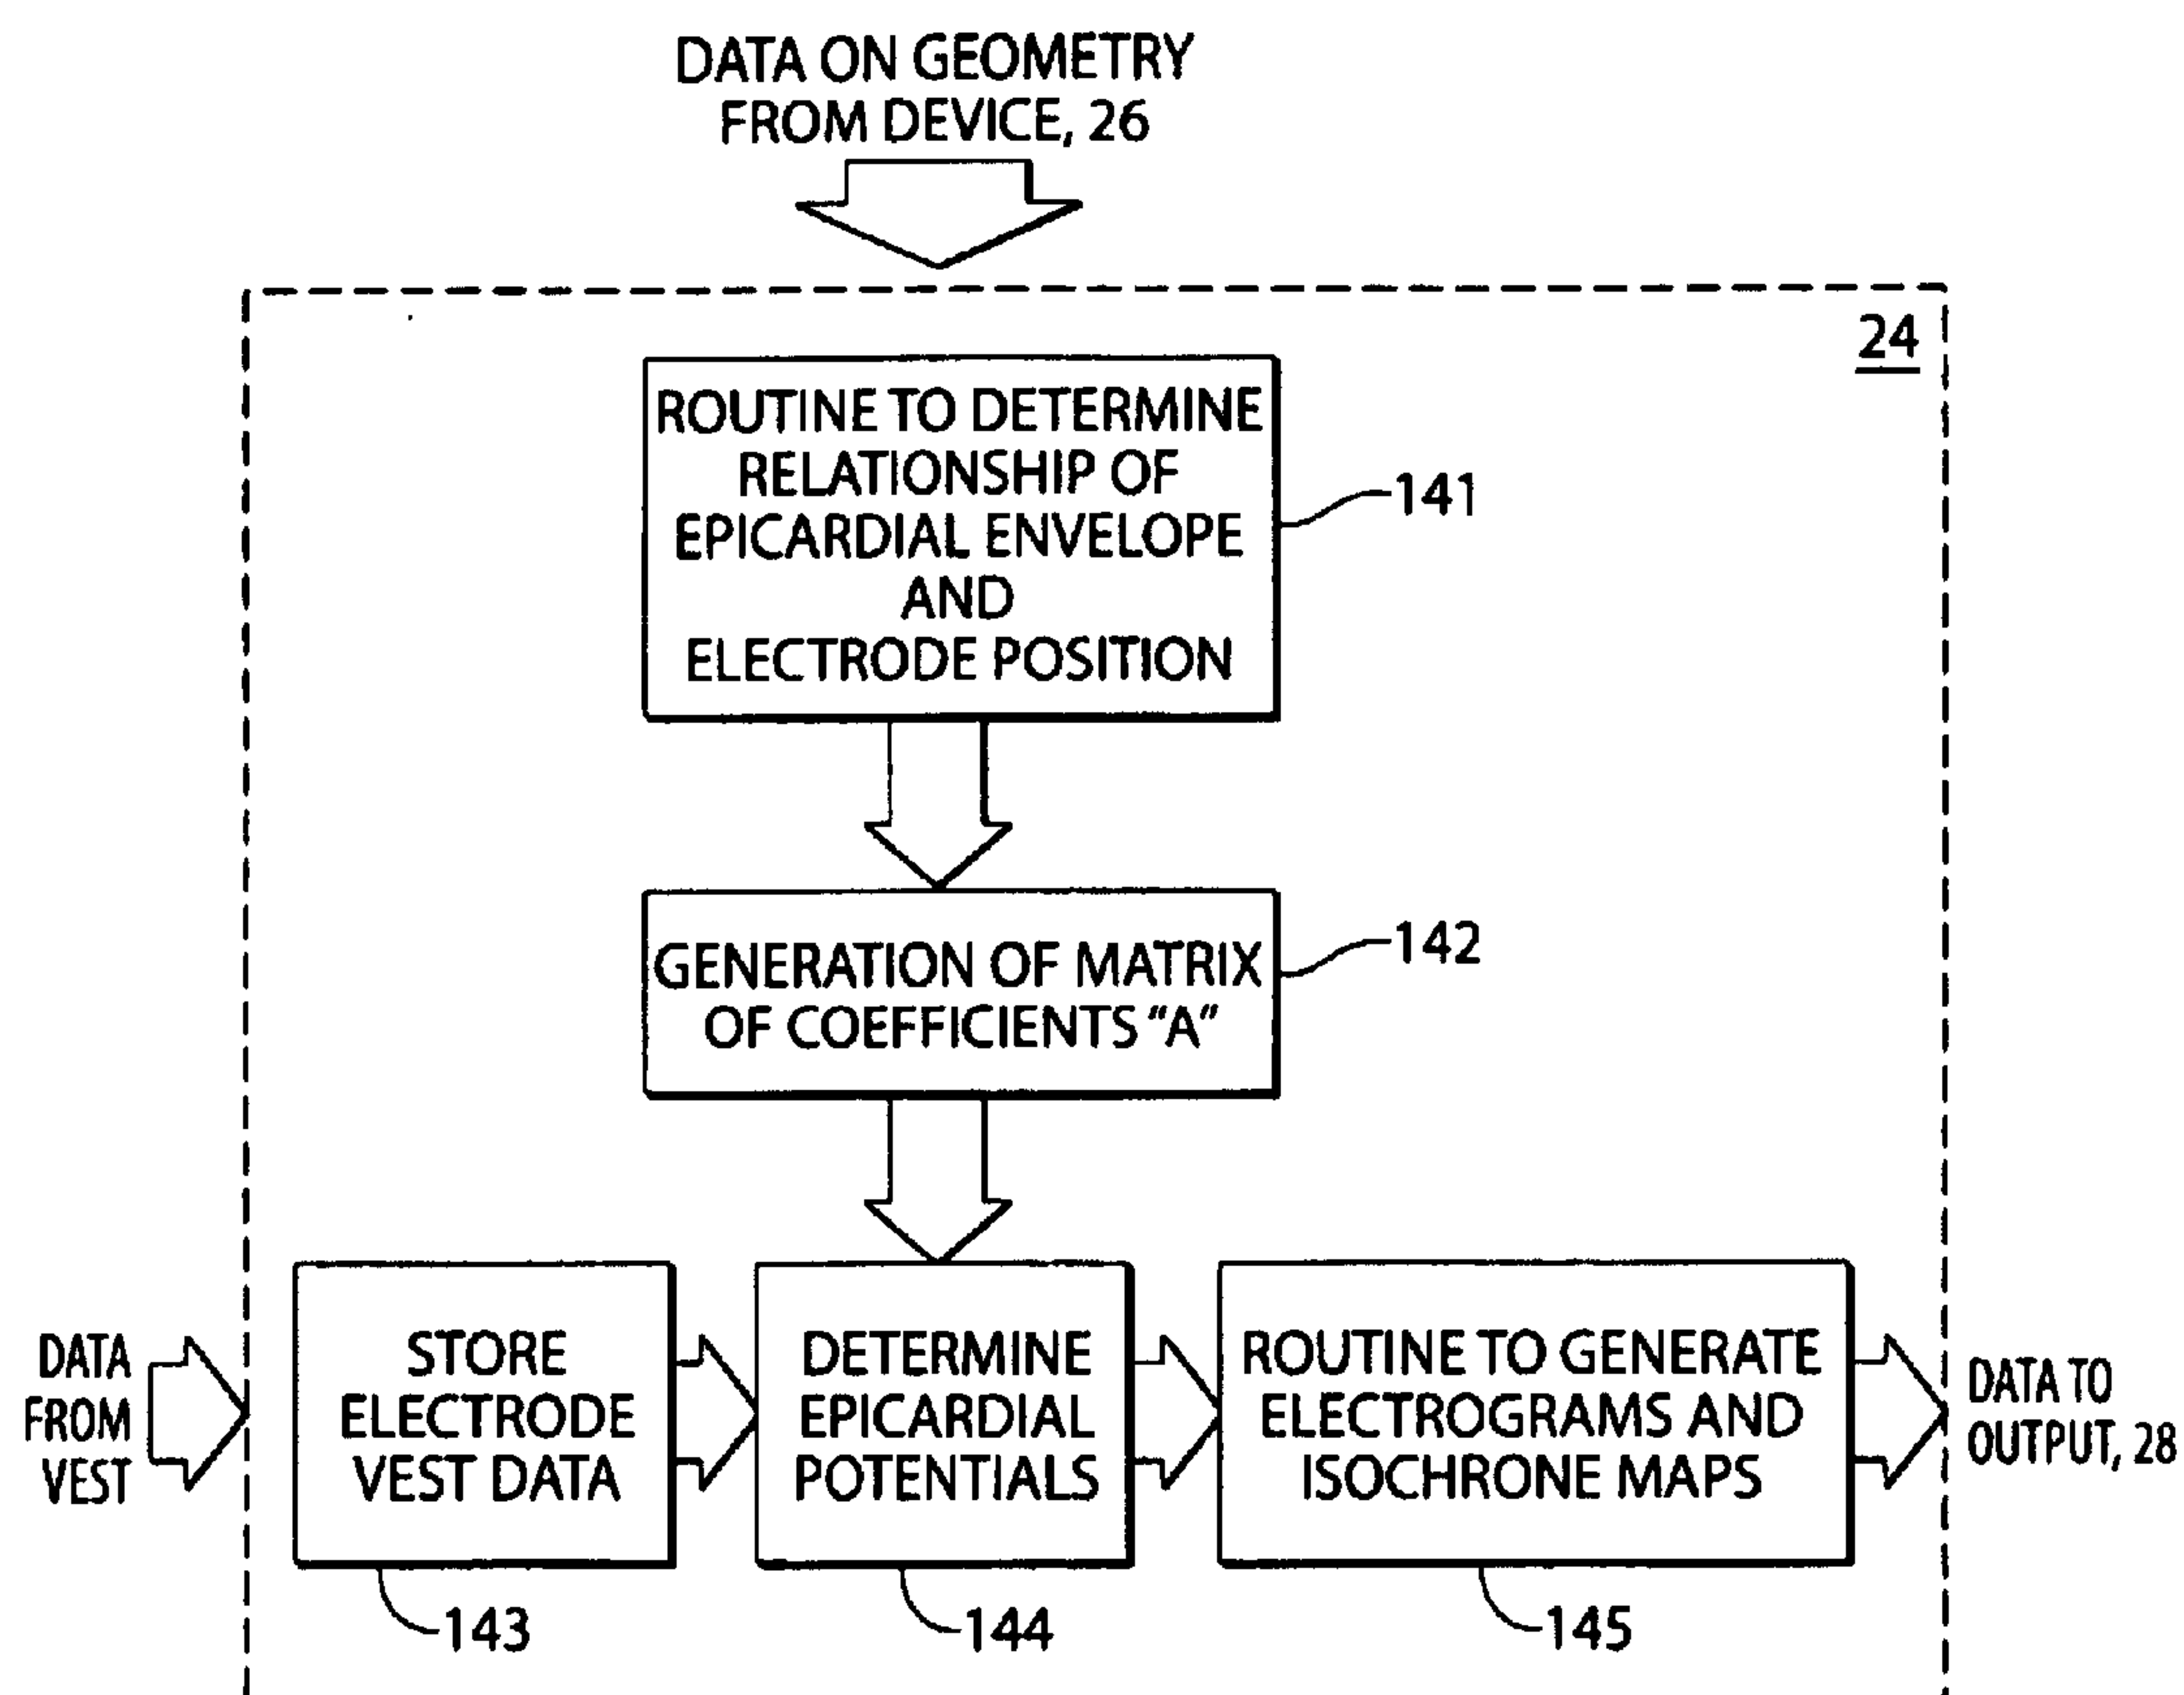 DATA ON GEOMETRY
FROM DEVICE, 26
24
ROUTINE TO DETERMINE
RELATIONSHIP OF
EPICARDIAL ENVELOPE
AND
ELECTRODE POSITION
141
GENERATION OF MATRIX
OF COEFFICIENTS "A"
142
DATA
FROM
VEST
STORE
ELECTRODE
VEST DATA
143
DETERMINE
EPICARDIAL
POTENTIALS
144
ROUTINE TO GENERATE
ELECTROGRAMS AND
ISOCHRONE MAPS
145
DATA TO
OUTPUT, 28